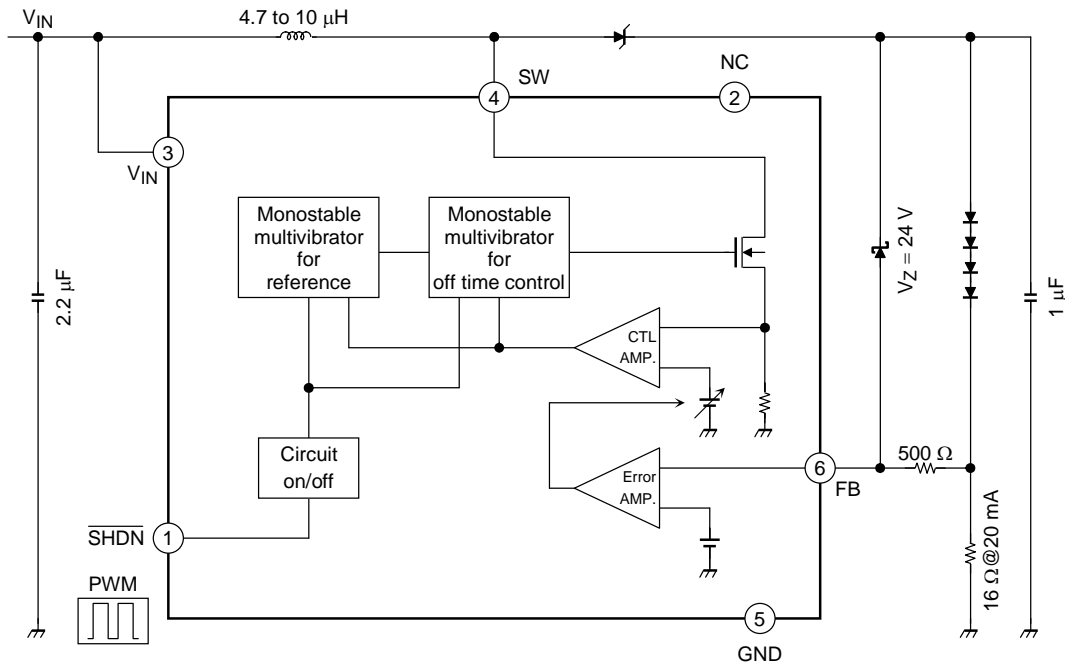 VIN
4.7 to 10 μH
SW
NC
4
2
3
VIN
Monostable
multivibrator
for
reference
Monostable
multivibrator
for
off time control
CTL
AMP.
VZ = 24 V
2.2 μF
1 μF
Circuit
on/off
Error
AMP.
500 Ω
6
FB
SHDN
1
16 Ω@20 mA
PWM
5
GND